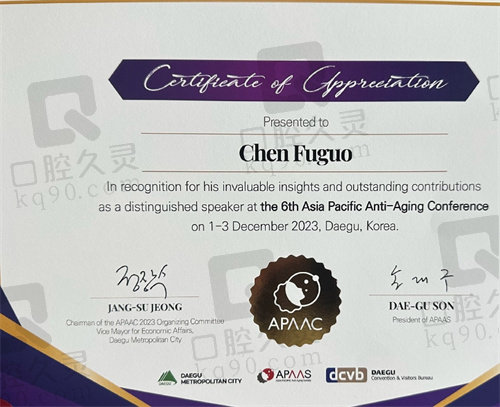 Certificate of Appreciation
Presented to
Chen Fuguo
In recognition for his invaluable insights and outstanding contributions
as a distinguished speaker at the 6th Asia Pacific Anti-Aging Conference
on 1-3 December 2023, Daegu, Korea.
JANG-SU JEONG
Chairman of the APAAC 2023 Organizing Committee
Vice Mayor for Economic Affairs,
Daegu Metropolitan City
APAAC
DAE-GU SON
President of APAAS
DAEGU
METROPOLITAN CITY
APAAS
dcvb
DAEGU
Convention & Visitors Bureau
口腔久灵
kq90.com